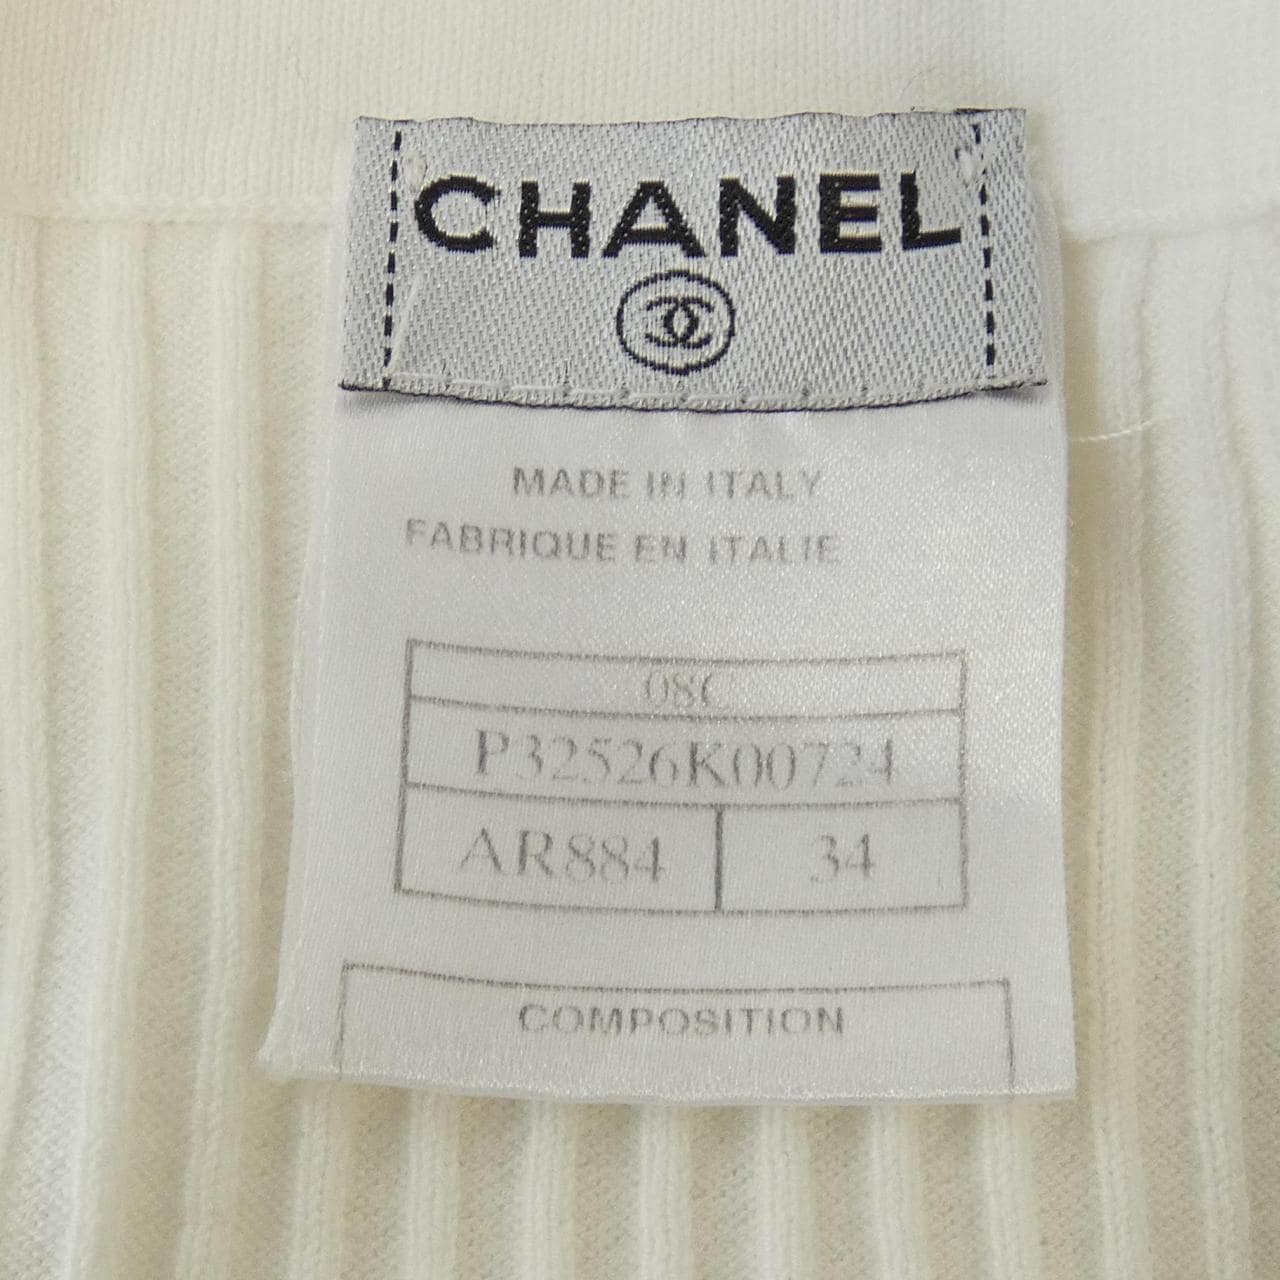 CHANEL
MADE IN ITALY
FABRIQUE EN ITALIE
08C
P32526K00724
AR884 34
COMPOSITION